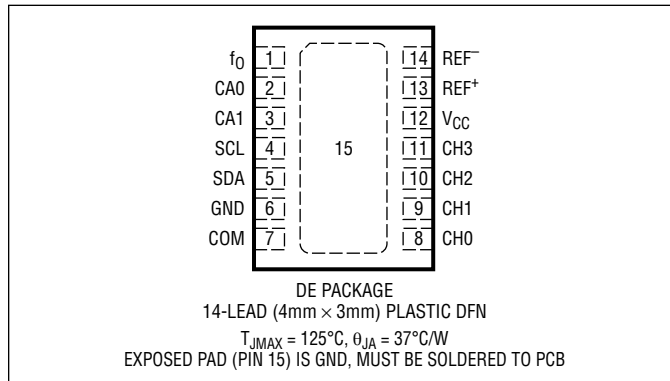 fO 1 14 REF−
CA0 2 13 REF+
CA1 3 12 VCC
SCL 4 15 11 CH3
SDA 5 10 CH2
GND 6 9 CH1
COM 7 8 CH0
DE PACKAGE
14-LEAD (4mm × 3mm) PLASTIC DFN
TJMAX = 125°C, θJA = 37°C/W
EXPOSED PAD (PIN 15) IS GND, MUST BE SOLDERED TO PCB